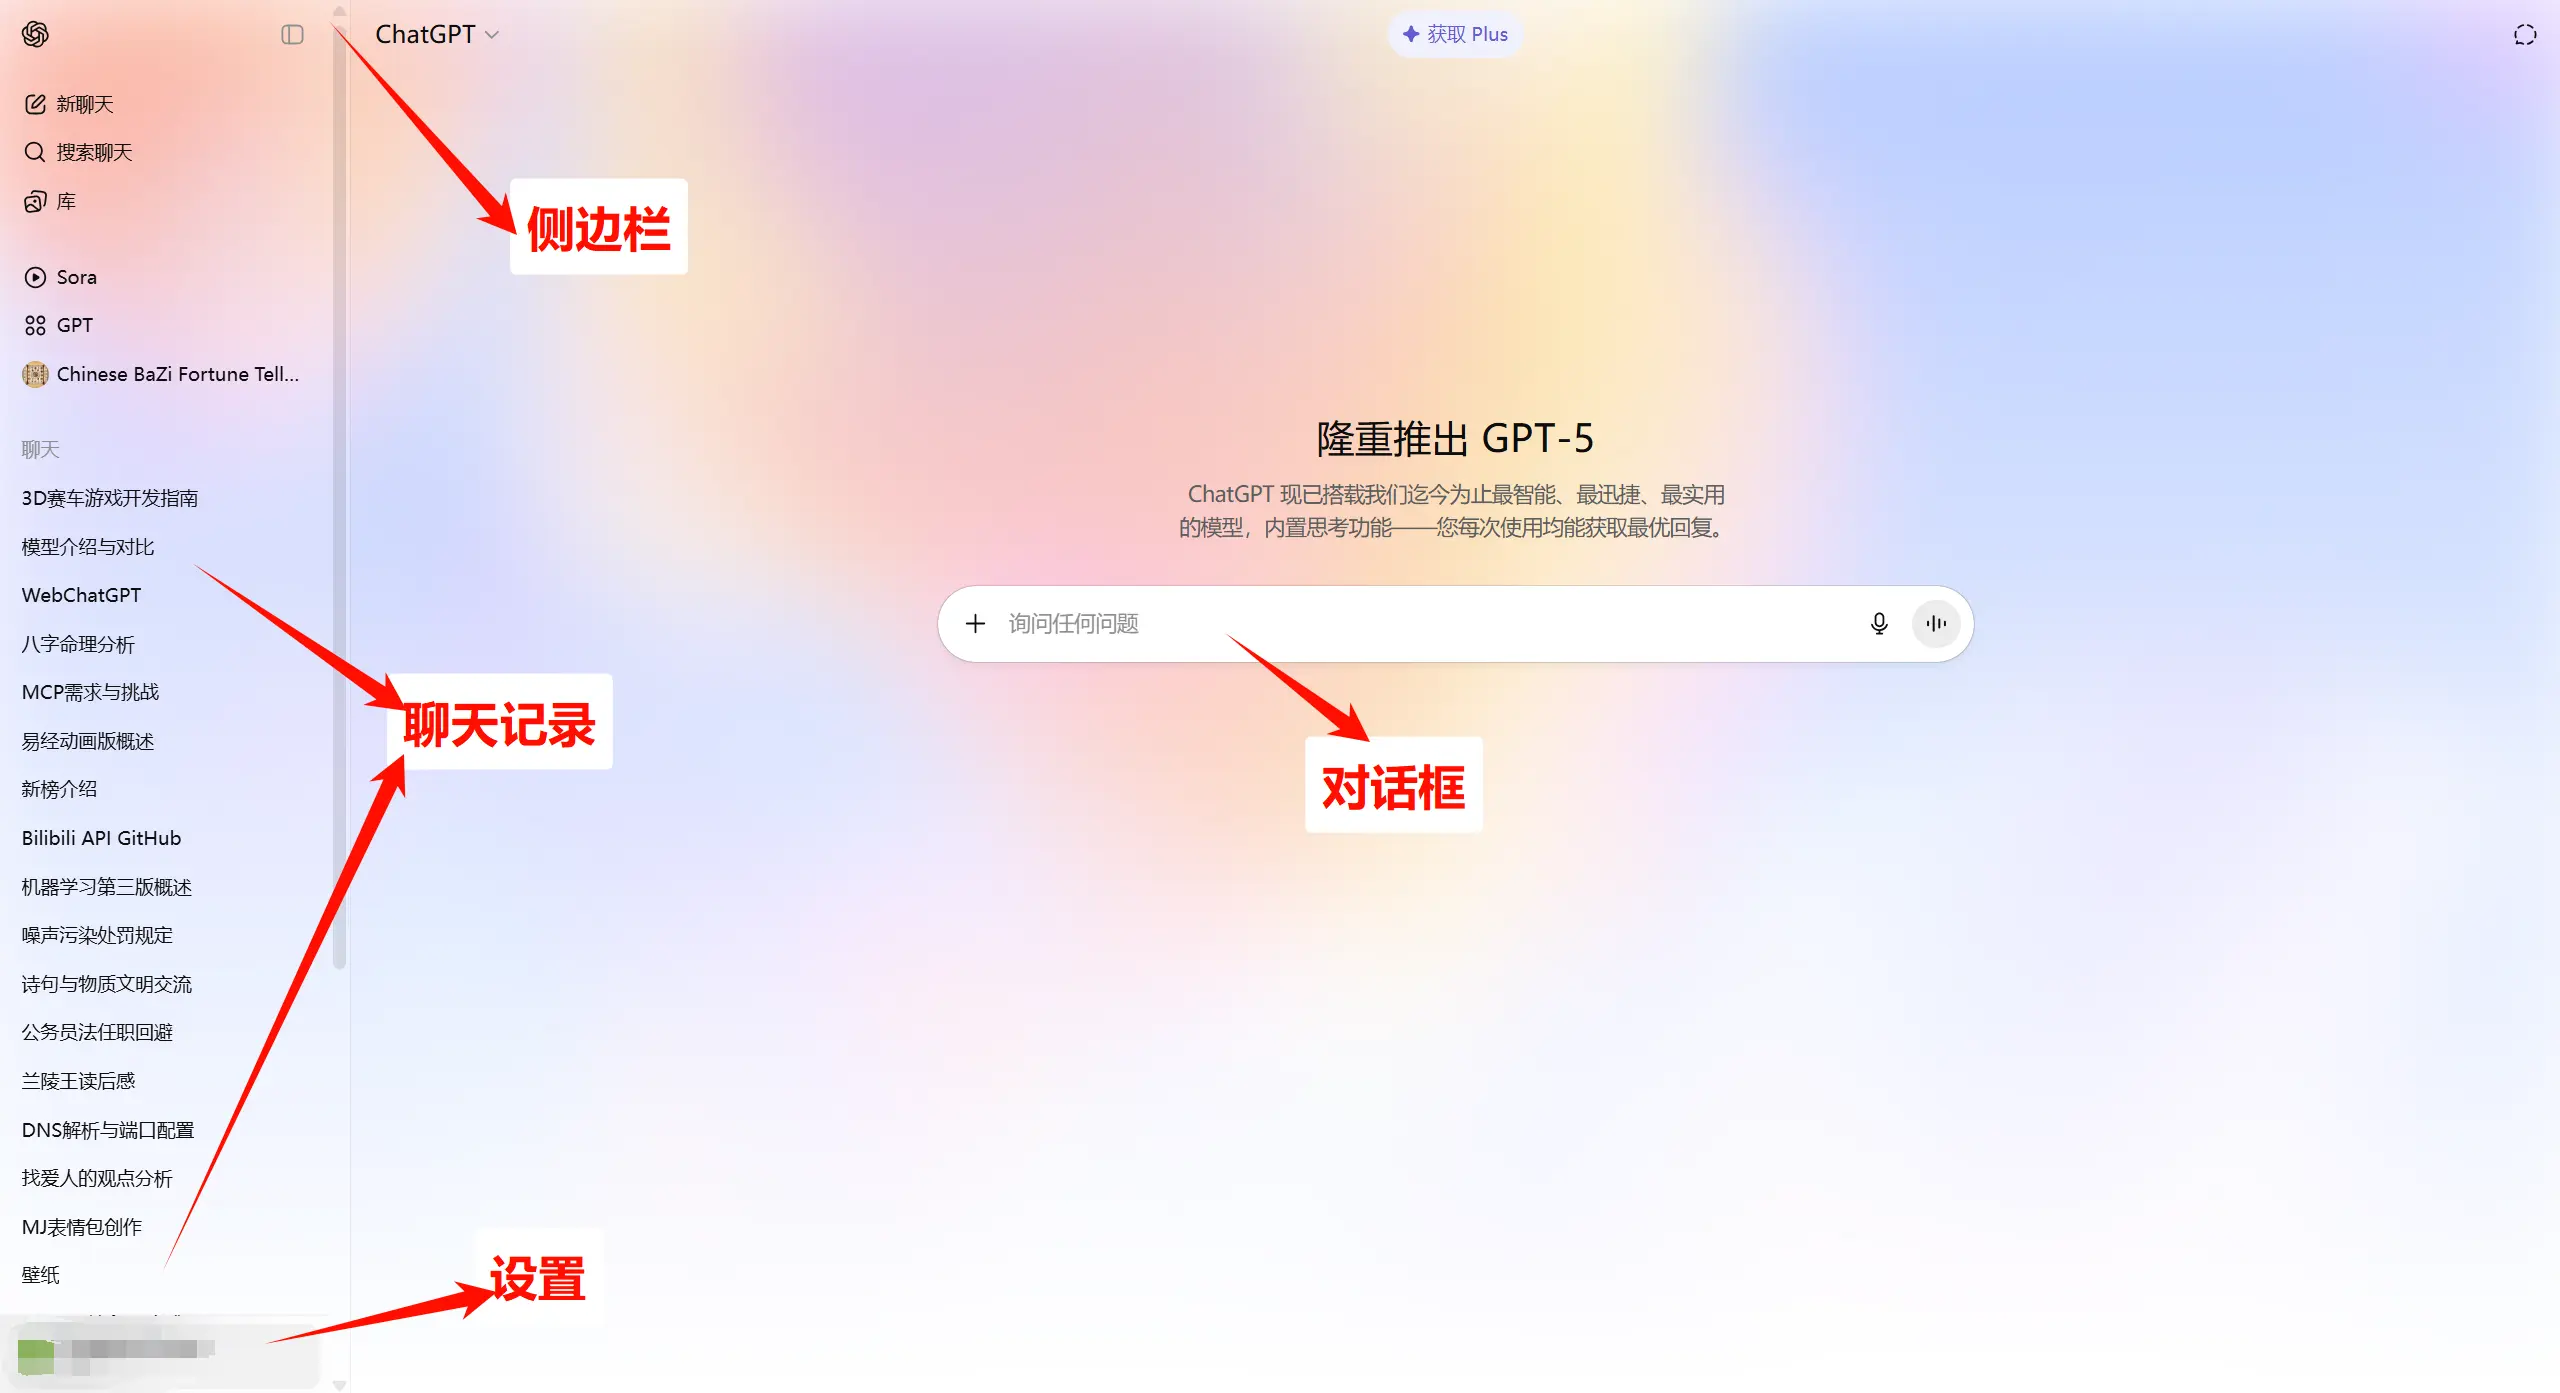 ChatGPT
获取 Plus
新聊天
搜索聊天
库
侧边栏
Sora
GPT
Chinese BaZi Fortune Tell...
聊天
3D赛车游戏开发指南
模型介绍与对比
WebChatGPT
八字命理分析
MCP需求与挑战
易经动画版概述
新榜介绍
Bilibili API GitHub
机器学习第三版概述
噪声污染处罚规定
诗句与物质文明交流
公务员法任职回避
兰陵王读后感
DNS解析与端口配置
找爱人的观点分析
MJ表情包创作
壁纸
聊天记录
设置
隆重推出 GPT-5
ChatGPT 现已搭载我们迄今为止最智能、最迅捷、最实用
的模型，内置思考功能——您每次使用均能获取最优回复。
询问任何问题
对话框